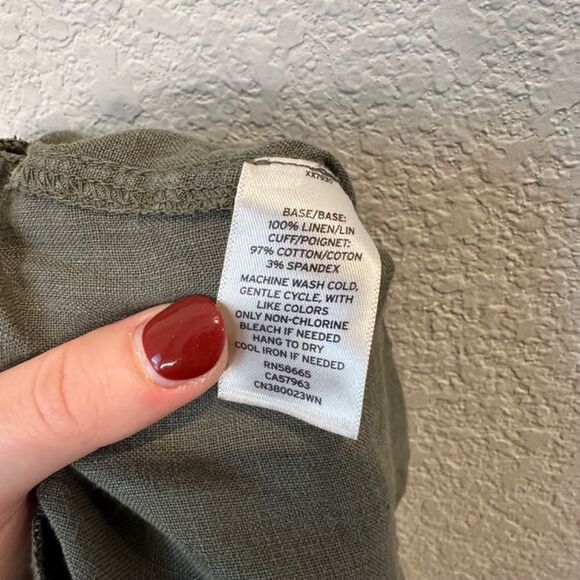 XX7930
BASE/BASE:
100% LINEN/LIN
CUFF/POIGNET:
97% COTTON/COTON
3% SPANDEX
MACHINE WASH COLD,
GENTLE CYCLE, WITH
LIKE COLORS
ONLY NON-CHLORINE
BLEACH IF NEEDED
HANG TO DRY
COOL IRON IF NEEDED
RN58665
CA57963
CN380023WN